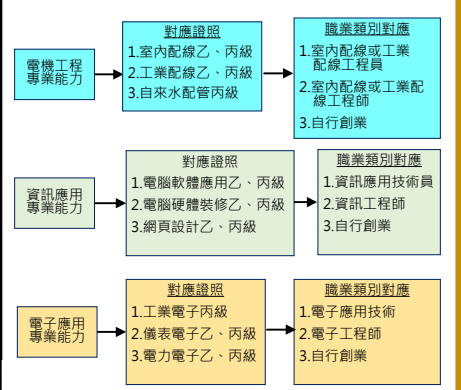 電機工程
專業能力
對應證照
1.室內配線乙、丙級
2.工業配線乙、丙級
3.自來水配管丙級
職業類別對應
1.室內配線或工業
配線工程員
2.室內配線或工業配
線工程師
3.自行創業
資訊應用
專業能力
對應證照
1.電腦軟體應用乙、丙級
2.電腦硬體裝修乙、丙級
3.網頁設計乙、丙級
職業類別對應
1.資訊應用技術員
2.資訊工程師
3.自行創業
電子應用
專業能力
對應證照
1.工業電子丙級
2.儀表電子乙、丙級
3.電力電子乙、丙級
職業類別對應
1.電子應用技術
2.電子工程師
3.自行創業